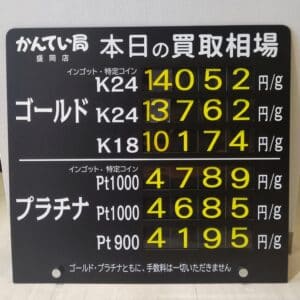 かんてい局 盛岡店 本日の買取相場
インゴット・特定コイン
K24 14052 円/g
ゴールド K24 13762 円/g
K18 10174 円/g
インゴット・特定コイン
Pt1000 4789 円/g
プラチナ Pt1000 4685 円/g
Pt900 4195 円/g
ゴールド・プラチナともに、手数料は一切いただきません